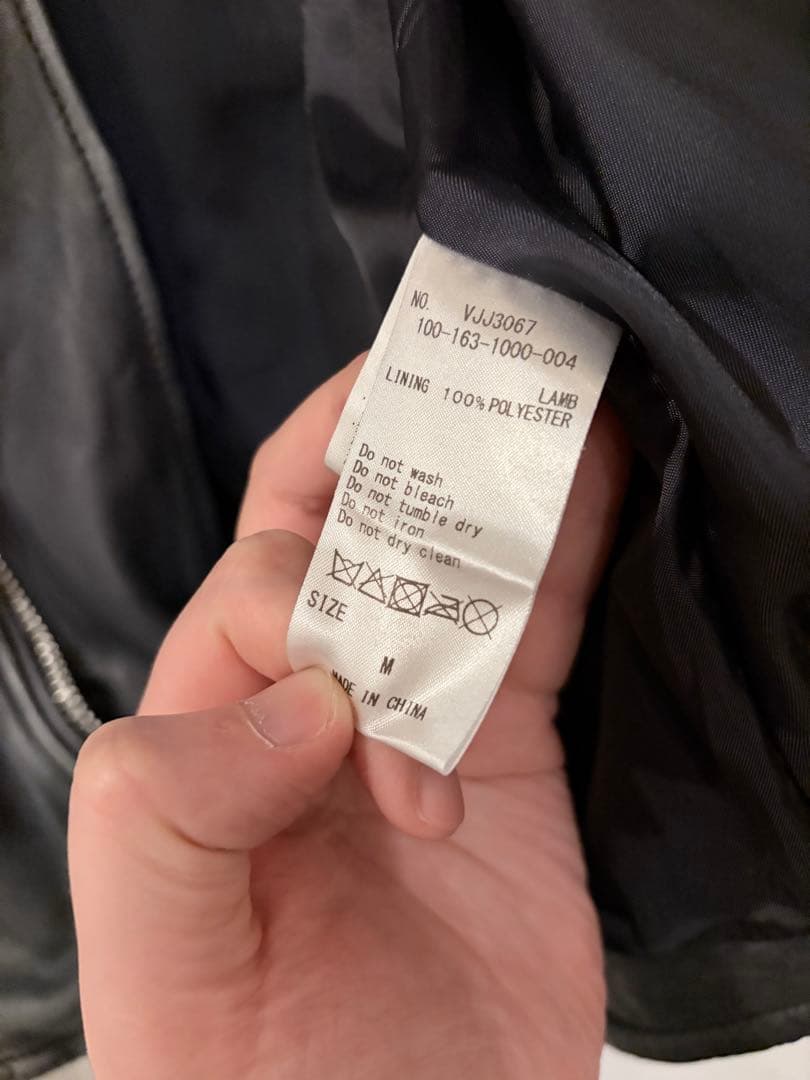 NO. VJJ3067
100-163-1000-004
LAMB
LINING 100%POLYESTER
Do not wash
Do not bleach
Do not tumble dry
Do not iron
Do not dry clean
SIZE
M
MADE IN CHINA